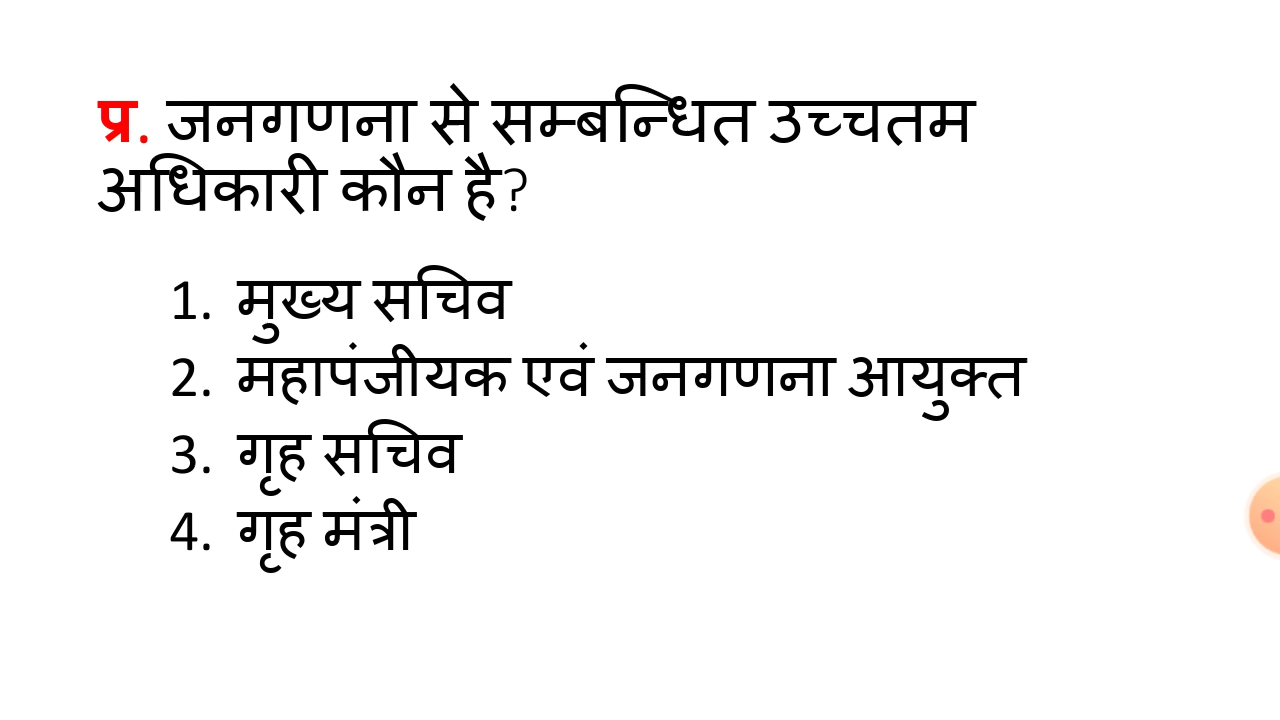 प्र. जनगणना से सम्बन्धित उच्चतम
अधिकारी कौन है?
1. मुख्य सचिव
2. महापंजीयक एवं जनगणना आयुक्त
3. गृह सचिव
4. गृह मंत्री